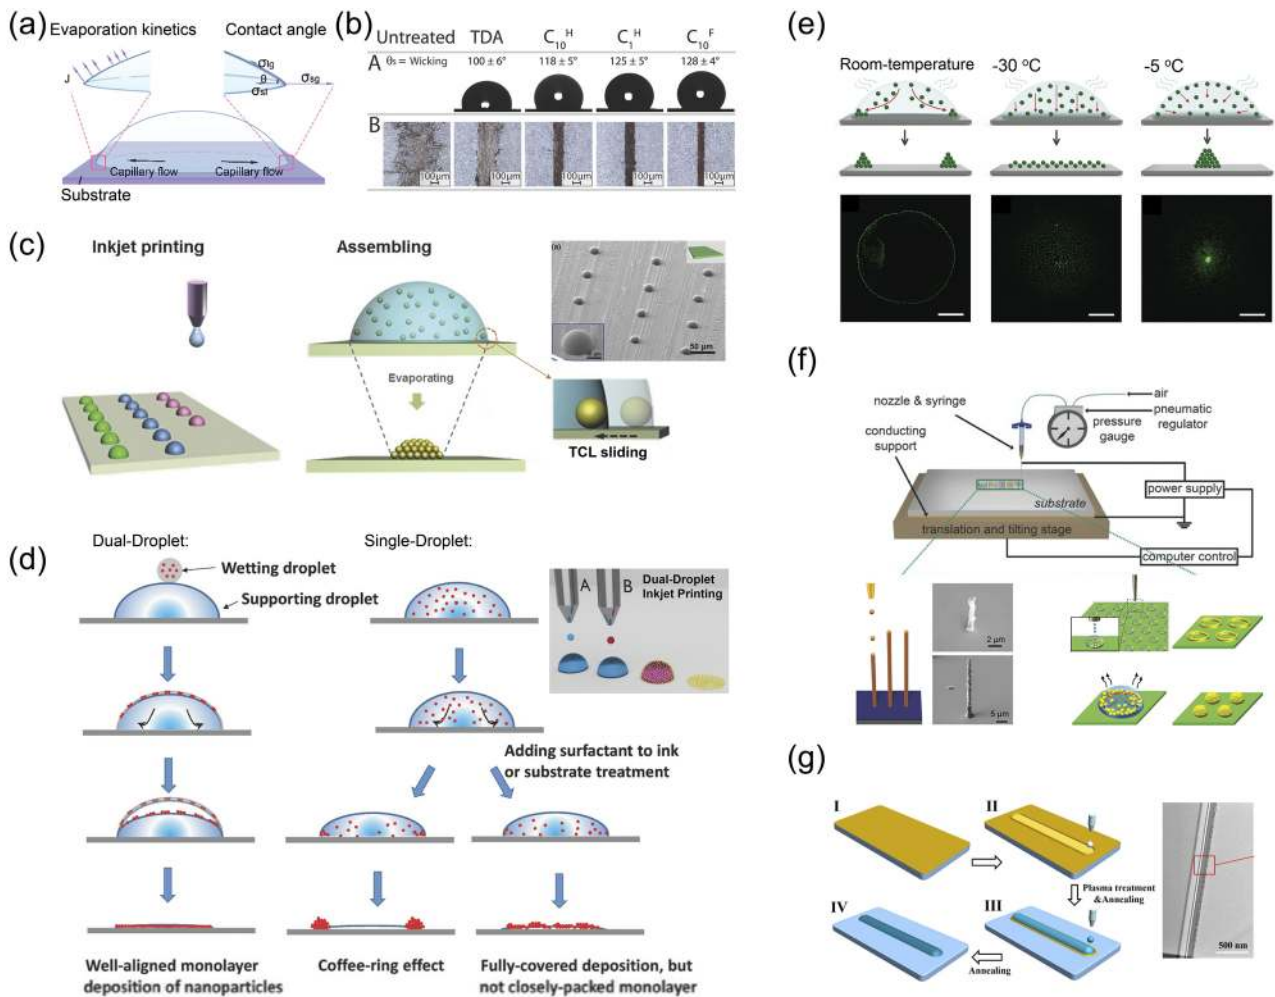 (a)
Evaporation kinetics
Contact angle
J
σlg
θ
σsl
σsg
Capillary flow
Capillary flow
Substrate
(b)
Untreated TDA C10H C1H C10F
A θs = Wicking 100 ± 6° 118 ± 5° 125 ± 5° 128 ± 4°
B
100μm 100μm 100μm 100μm 100μm
(c)
Inkjet printing
Assembling
Evaporating
50 μm
TCL sliding
(d)
Dual-Droplet:
Wetting droplet
Supporting droplet
Single-Droplet:
A B Dual-Droplet
Inkjet Printing
Adding surfactant to ink
or substrate treatment
Well-aligned monolayer
deposition of nanoparticles
Coffee-ring effect
Fully-covered deposition, but
not closely-packed monolayer
(e)
Room-temperature -30 °C -5 °C
(f)
nozzle & syringe
conducting
support
air
pneumatic
regulator
pressure
gauge
power supply
substrate
translation and tilting stage
computer control
2 μm
5 μm
(g)
I
II
Plasma treatment
&Annealing
III
IV
Annealing
500 nm